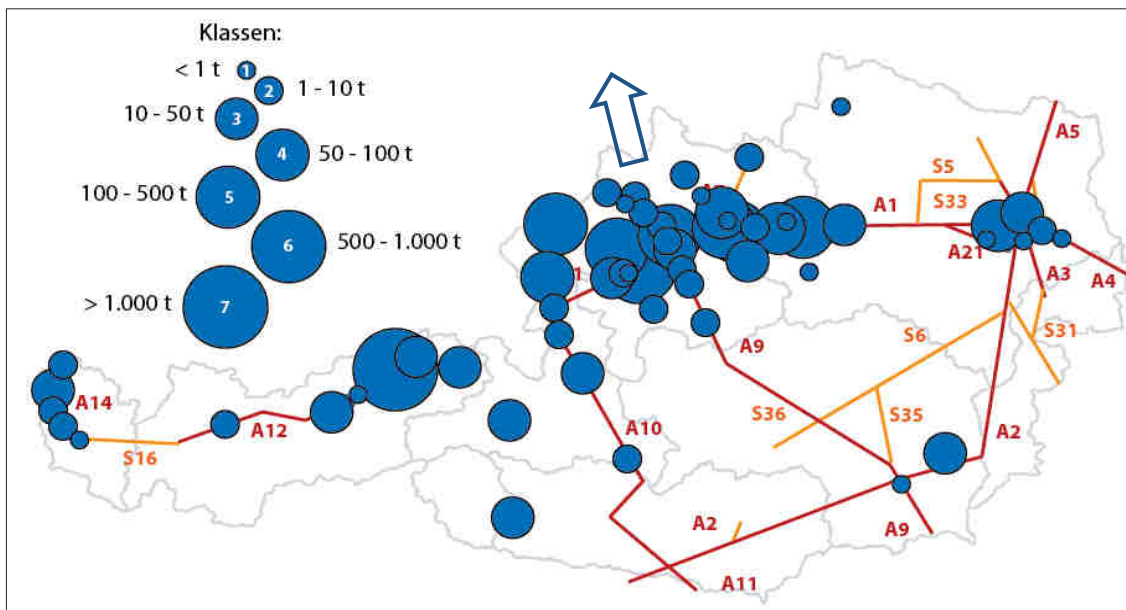 Klassen:
< 1 t
1
2
1 - 10 t
10 - 50 t
3
4
50 - 100 t
100 - 500 t
5
6
500 - 1.000 t
> 1.000 t
7
A5
S5
A1
S33
A21
A3
A4
S31
S6
A9
S36
S35
A2
A14
S16
A12
A10
A2
A9
A11